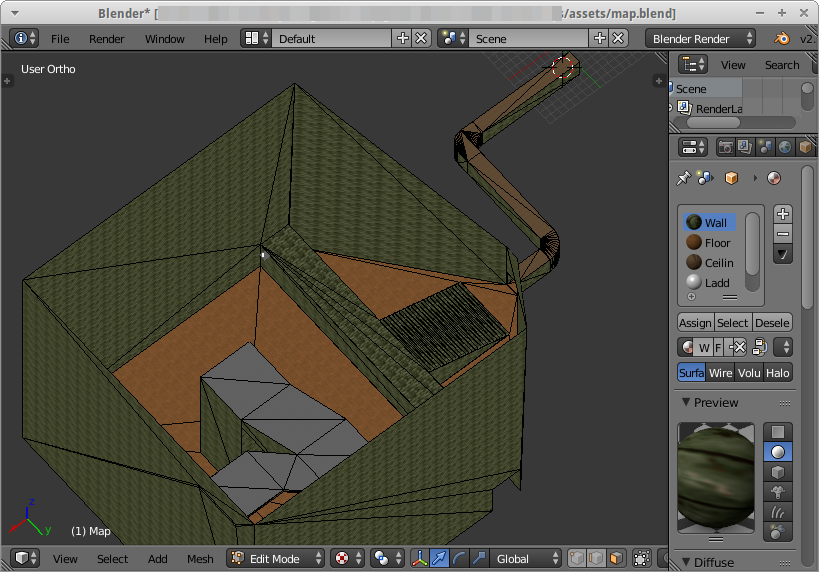 Blender* [ s/assets/map.blend]
File Render Window Help Default Scene Blender Render v2.
User Ortho
View Search
Scene
RenderLa
Wall
Floor
Ceilin
Ladd
Assign Select Desele
W F
Surfa Wire Volu Halo
Preview
z
y
(1) Map
Diffuse
View Select Add Mesh Edit Mode Global